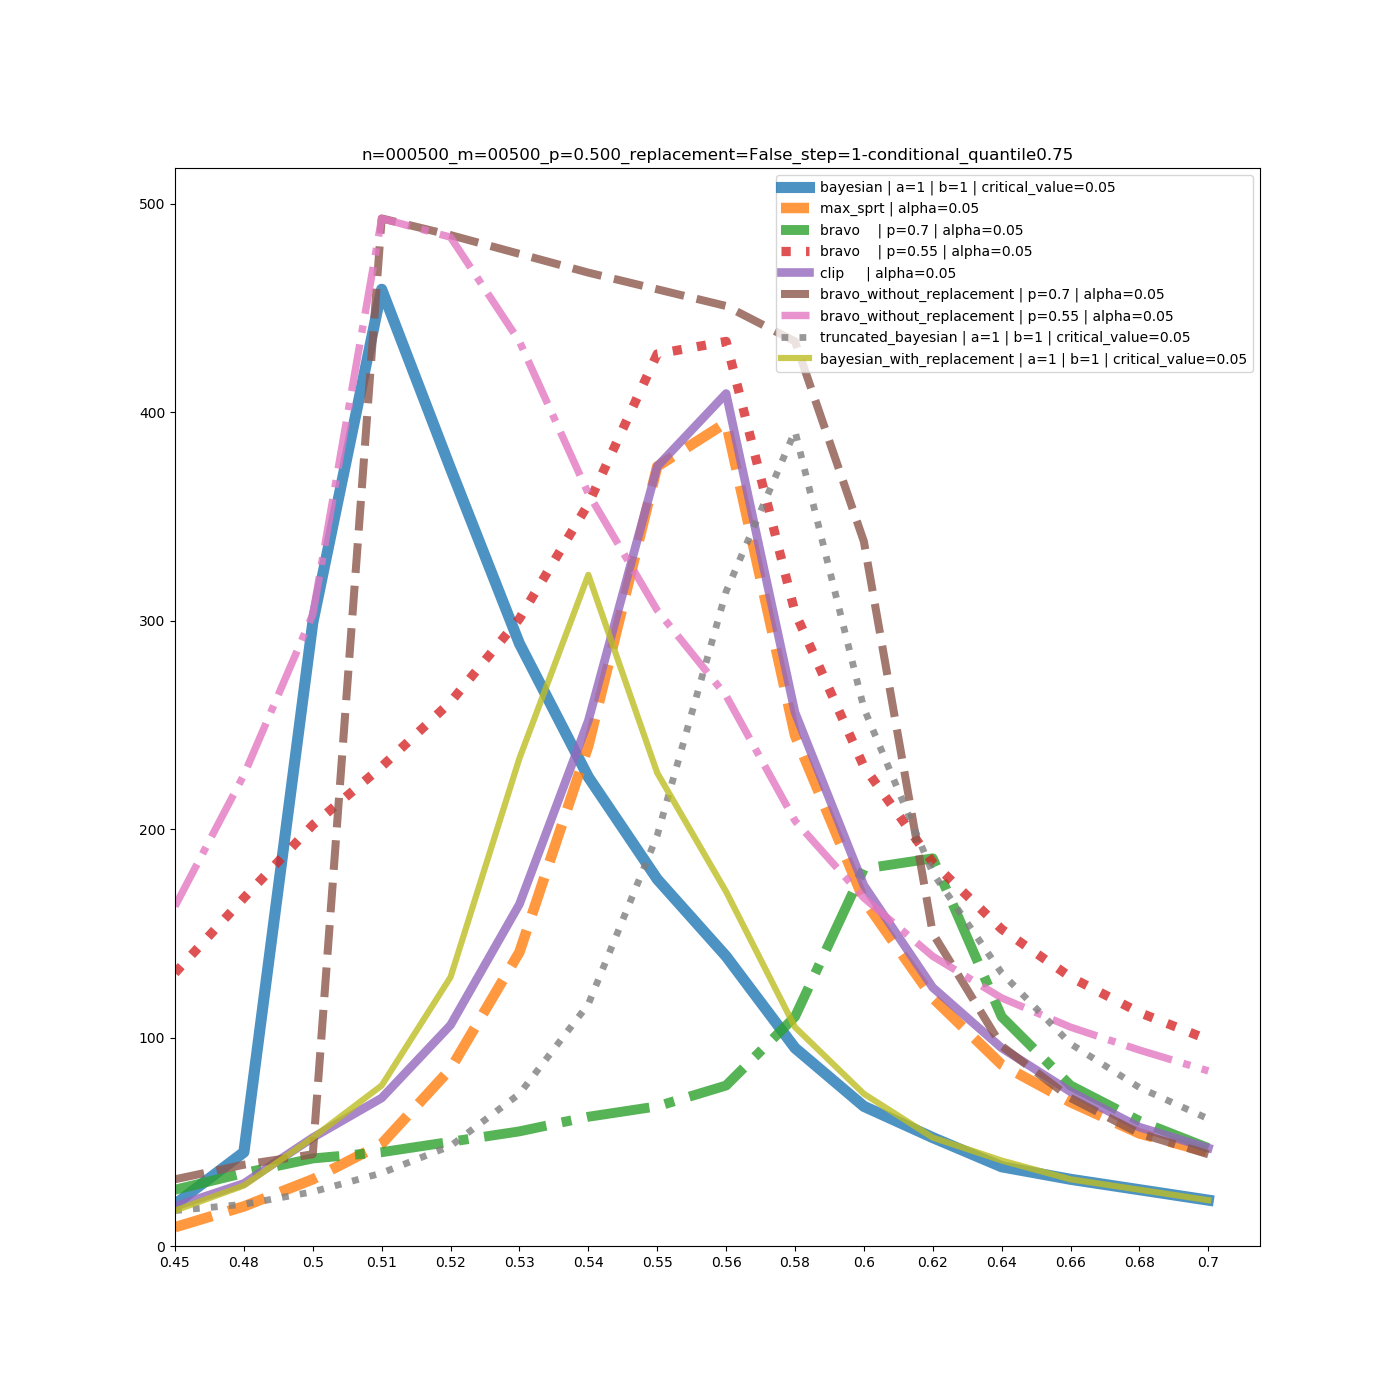 n=000500_m=00500_p=0.500_replacement=False_step=1-conditional_quantile0.75
bayesian | a=1 | b=1 | critical_value=0.05
max_sprt | alpha=0.05
bravo    | p=0.7 | alpha=0.05
bravo    | p=0.55 | alpha=0.05
clip     | alpha=0.05
bravo_without_replacement | p=0.7 | alpha=0.05
bravo_without_replacement | p=0.55 | alpha=0.05
truncated_bayesian | a=1 | b=1 | critical_value=0.05
bayesian_with_replacement | a=1 | b=1 | critical_value=0.05
500
400
300
200
100
0
0.45 0.48 0.5 0.51 0.52 0.53 0.54 0.55 0.56 0.58 0.6 0.62 0.64 0.66 0.68 0.7